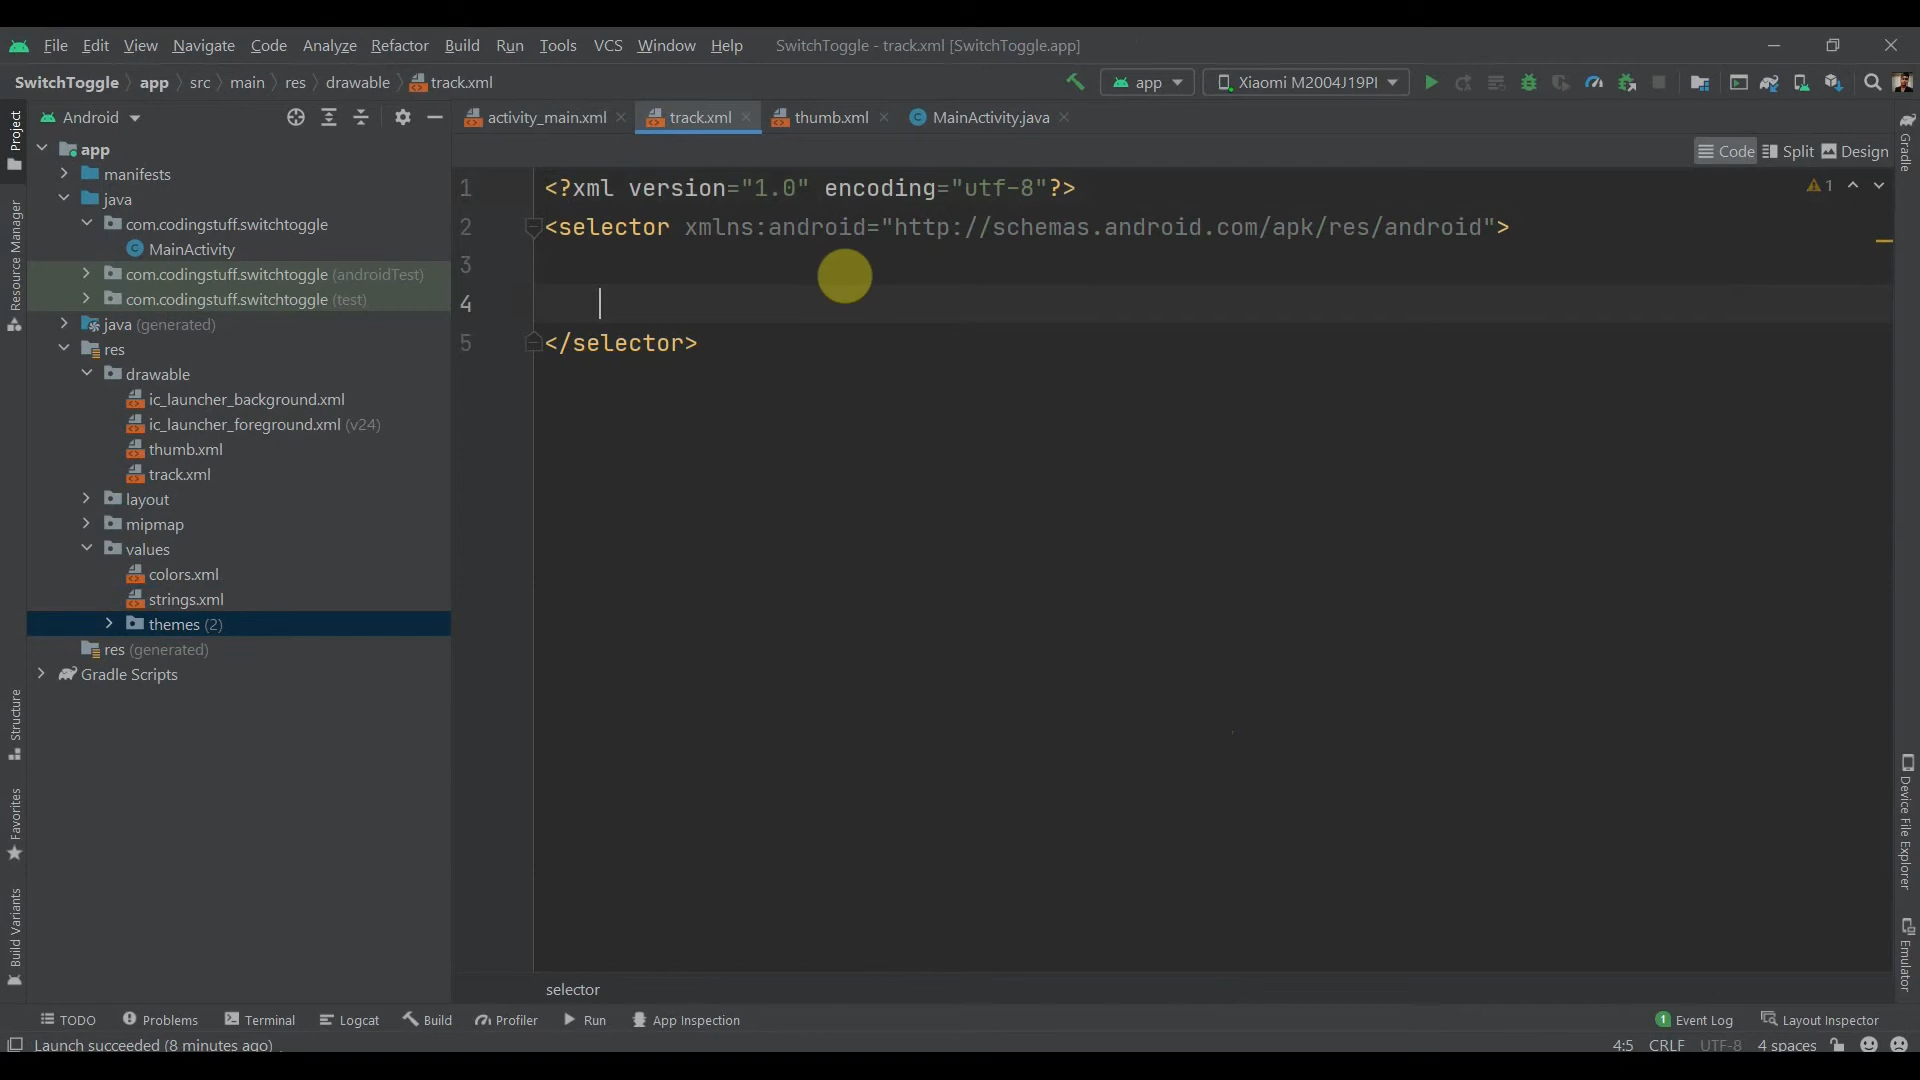 File Edit View Navigate Code Analyze Refactor Build Run Tools VCS Window Help SwitchToggle - track.xml [SwitchToggle.app]
SwitchToggle app src main res drawable track.xml app Xiaomi M2004J19PI
Project
Android
activity_main.xml track.xml thumb.xml MainActivity.java
Code Split Design
app
manifests
java
com.codingstuff.switchtoggle
MainActivity
com.codingstuff.switchtoggle (androidTest)
com.codingstuff.switchtoggle (test)
java (generated)
res
drawable
ic_launcher_background.xml
ic_launcher_foreground.xml (v24)
thumb.xml
track.xml
layout
mipmap
values
colors.xml
strings.xml
themes (2)
res (generated)
Gradle Scripts
Resource Manager
Structure
Favorites
Build Variants
1 <?xml version="1.0" encoding="utf-8"?>
2 <selector xmlns:android="http://schemas.android.com/apk/res/android">
3
4
5 </selector>
1
Gradle
Device File Explorer
Emulator
selector
TODO Problems Terminal Logcat Build Profiler Run App Inspection 1 Event Log Layout Inspector
Launch succeeded (8 minutes ago) 4:5 CRLF UTF-8 4 spaces